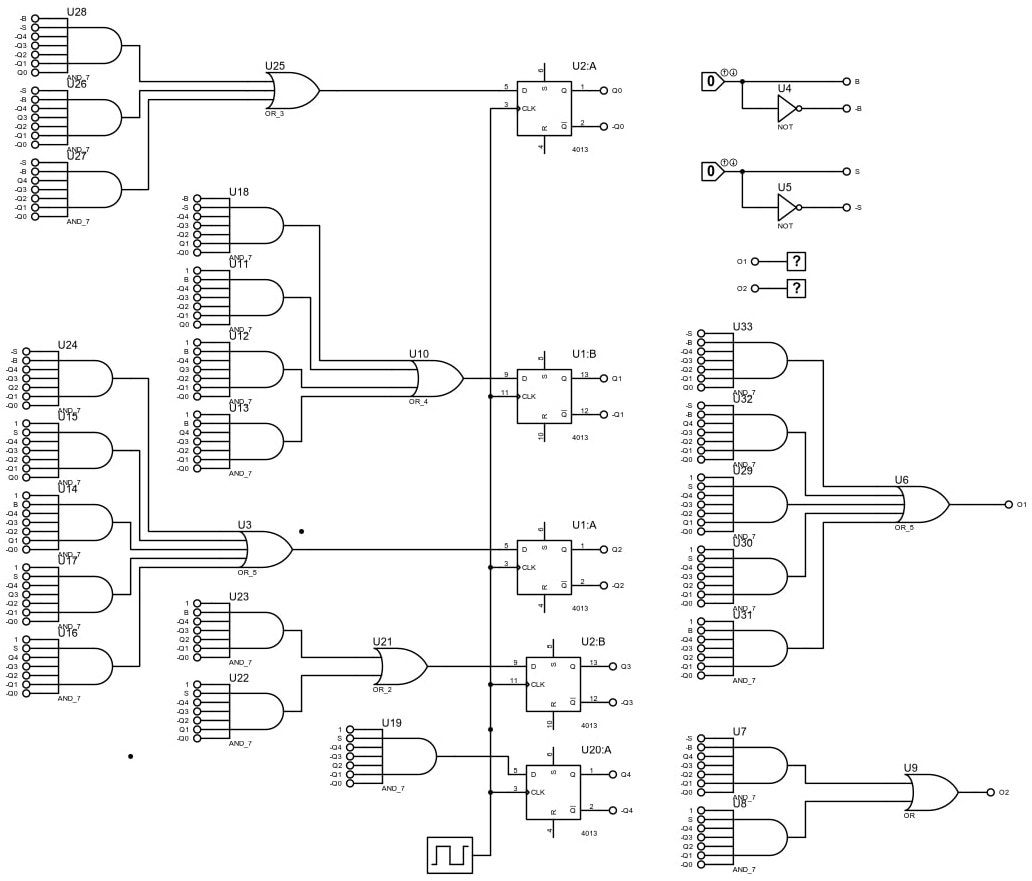 U28
-B
-S
-Q4
-Q3
-Q2
-Q1
Q0
AND_7
U26
-S
-B
-Q4
Q3
-Q2
-Q1
-Q0
AND_7
U27
-S
-B
Q4
-Q3
-Q2
-Q1
-Q0
AND_7
U25
OR_3
U2:A
5 D S Q 1 Q0
3 CLK
R Q 2 -Q0
6
4
4013
U18
-B
-S
-Q4
-Q3
-Q2
Q1
-Q0
AND_7
U11
1
B
-Q4
-Q3
-Q2
-Q1
Q0
AND_7
U12
1
B
-Q4
-Q3
Q2
-Q1
-Q0
AND_7
U13
1
B
Q4
-Q3
-Q2
-Q1
-Q0
AND_7
U10
OR_4
U1:B
9 D S Q 13 Q1
11 CLK
R Q 12 -Q1
8
10
4013
U24
-S
-B
-Q4
-Q3
Q2
-Q1
-Q0
AND_7
U15
1
S
-Q4
-Q3
-Q2
-Q1
Q0
AND_7
U14
1
B
-Q4
-Q3
-Q2
Q1
-Q0
AND_7
U17
1
S
-Q4
Q3
-Q2
-Q1
-Q0
AND_7
U16
1
S
Q4
-Q3
-Q2
-Q1
-Q0
AND_7
U3
OR_5
U1:A
5 D S Q 1 Q2
3 CLK
R Q 2 -Q2
6
4
4013
U23
1
B
-Q4
-Q3
Q2
-Q1
-Q0
AND_7
U22
1
S
-Q4
-Q3
-Q2
Q1
-Q0
AND_7
U21
OR_2
U2:B
9 D S Q 13 Q3
11 CLK
R Q 12 -Q3
8
10
4013
U19
1
S
-Q4
-Q3
Q2
-Q1
-Q0
AND_7
U20:A
5 D S Q 1 Q4
3 CLK
R Q 2 -Q4
6
4
4013
0
B
U4
-B
NOT
0
S
U5
-S
NOT
O1 ?
O2 ?
U33
-S
-B
-Q4
-Q3
-Q2
-Q1
-Q0
AND_7
U32
-S
-B
Q4
-Q3
-Q2
-Q1
-Q0
AND_7
U29
1
S
-Q4
-Q3
-Q2
Q1
-Q0
AND_7
U30
1
S
-Q4
-Q3
Q2
-Q1
-Q0
AND_7
U31
1
B
-Q4
-Q3
Q2
-Q1
-Q0
AND_7
U6
OR_5
O1
U7
-S
-B
Q4
-Q3
-Q2
-Q1
-Q0
AND_7
U8
1
S
-Q4
-Q3
Q2
-Q1
-Q0
AND_7
U9
OR
O2